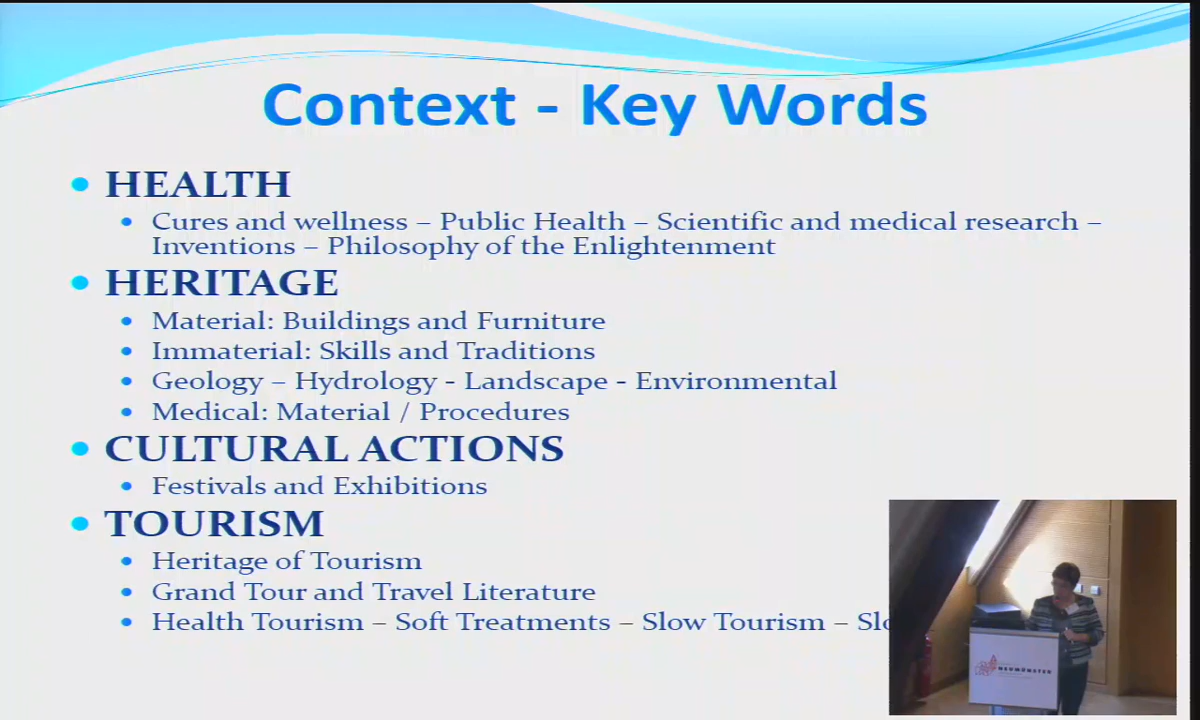 Context - Key Words
HEALTH
Cures and wellness – Public Health – Scientific and medical research –
Inventions – Philosophy of the Enlightenment
HERITAGE
Material: Buildings and Furniture
Immaterial: Skills and Traditions
Geology – Hydrology - Landscape - Environmental
Medical: Material / Procedures
CULTURAL ACTIONS
Festivals and Exhibitions
TOURISM
Heritage of Tourism
Grand Tour and Travel Literature
Health Tourism – Soft Treatments – Slow Tourism –
NEUMÜNSTER